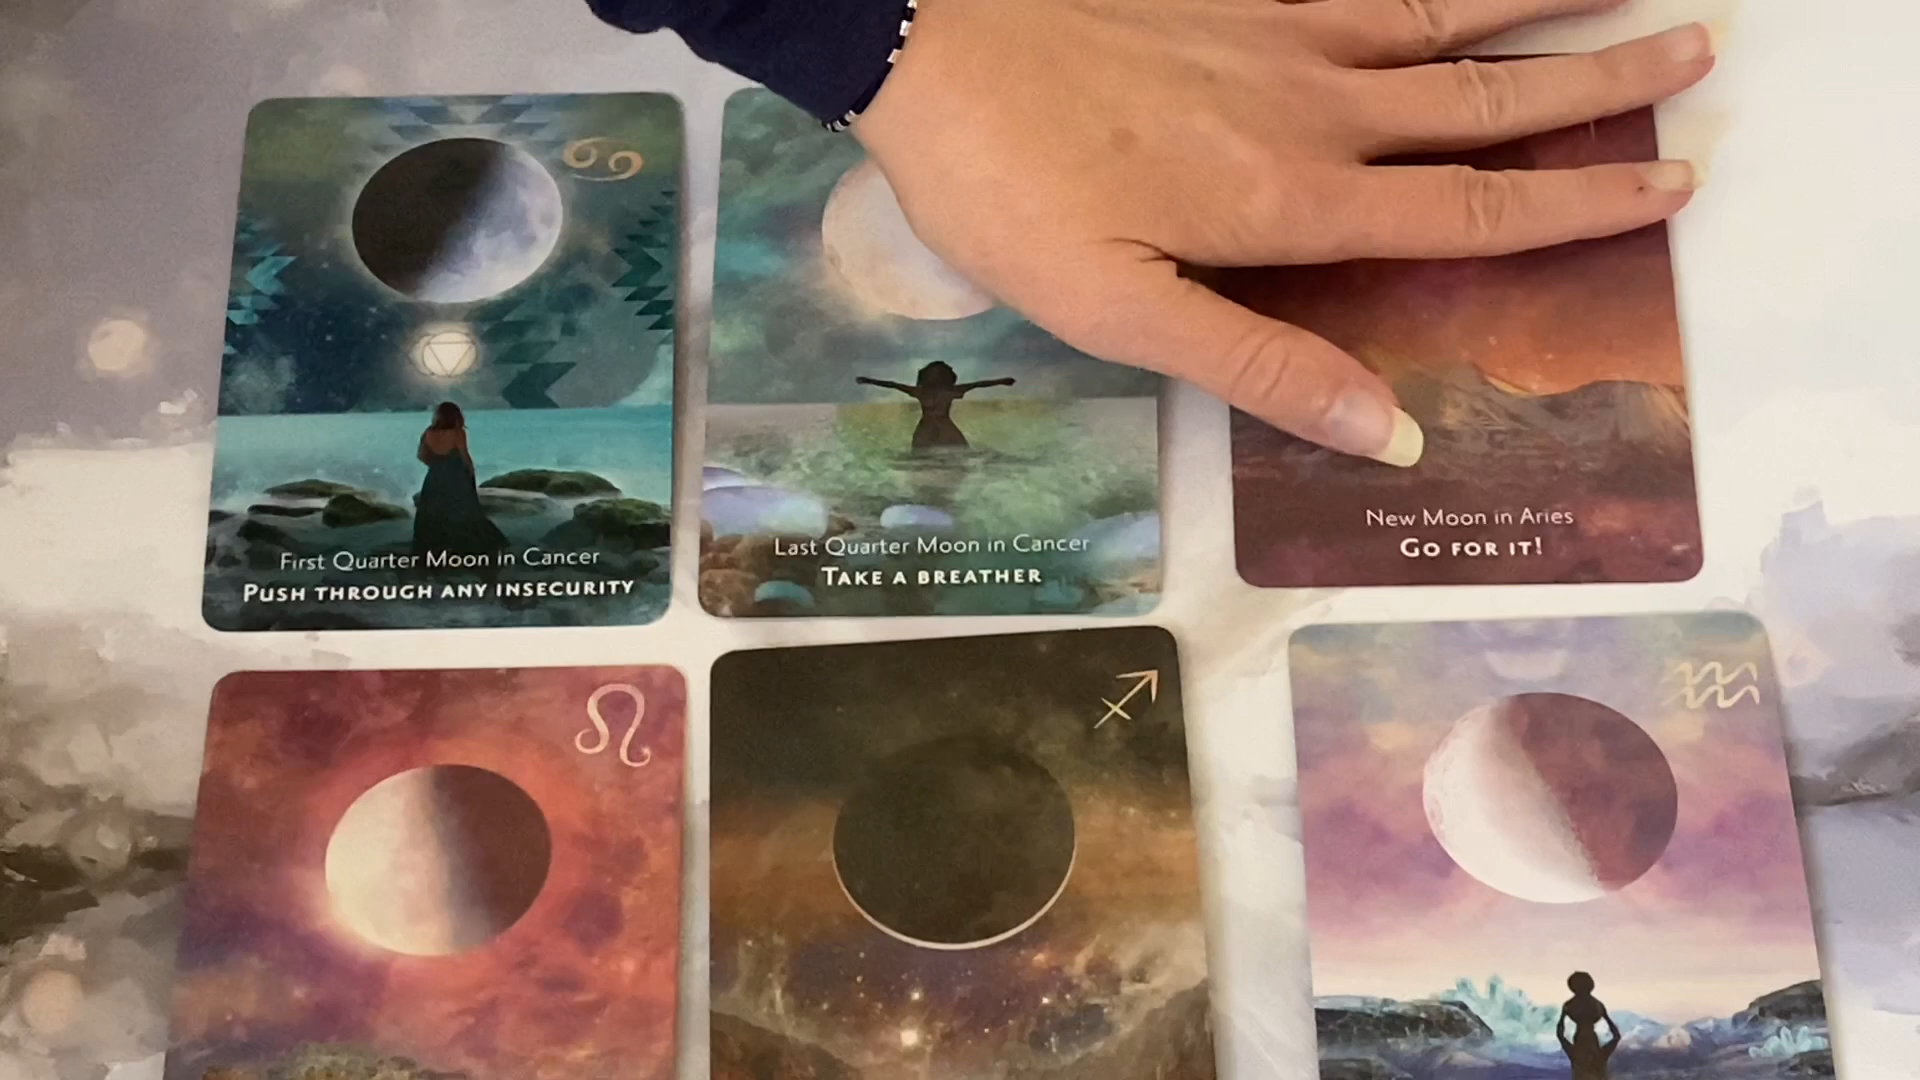 First Quarter Moon in Cancer
PUSH THROUGH ANY INSECURITY
Last Quarter Moon in Cancer
TAKE A BREATHER
New Moon in Aries
GO FOR IT!